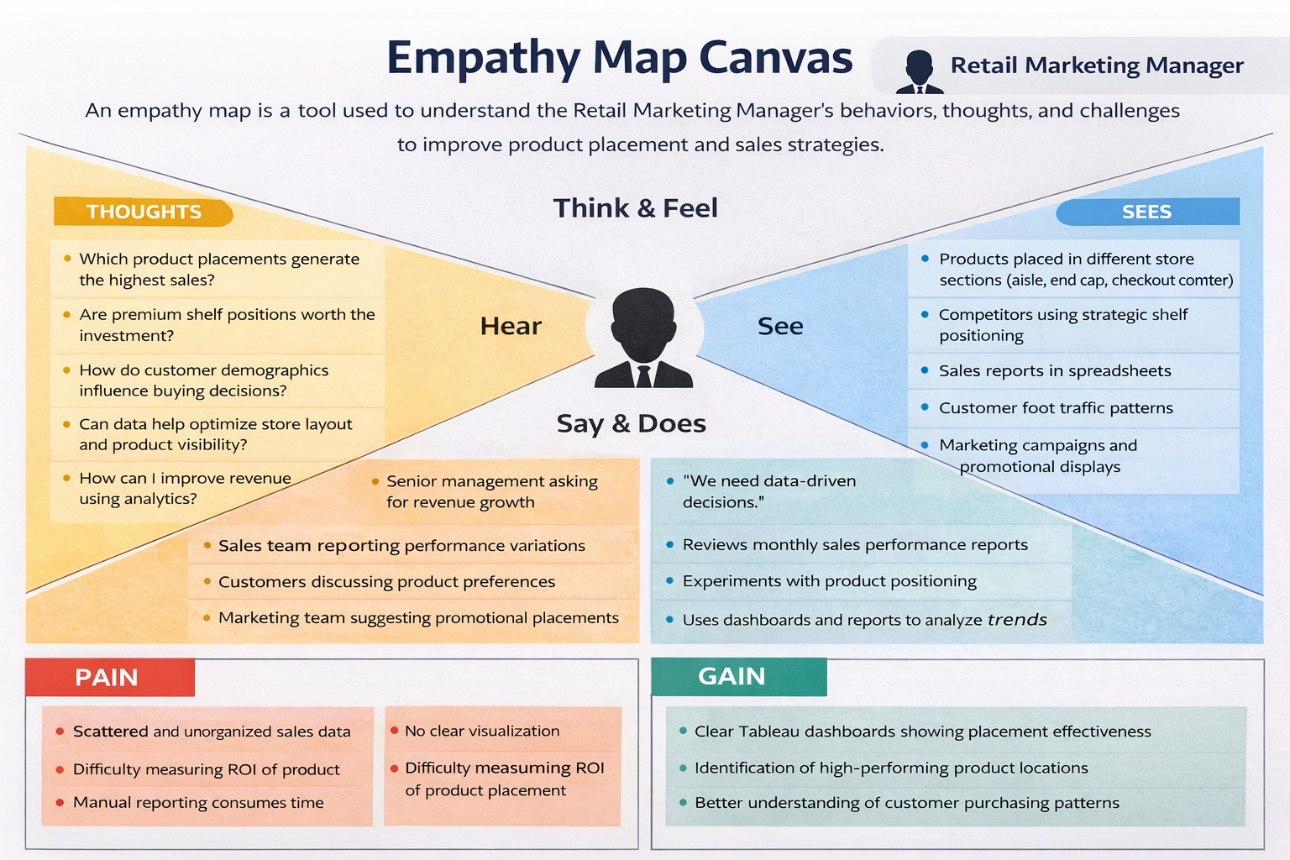 Empathy Map Canvas
Retail Marketing Manager
An empathy map is a tool used to understand the Retail Marketing Manager's behaviors, thoughts, and challenges
to improve product placement and sales strategies.
Think & Feel
THOUGHTS
• Which product placements generate
the highest sales?
• Are premium shelf positions worth the
investment?
• How do customer demographics
influence buying decisions?
• Can data help optimize store layout
and product visibility?
• How can I improve revenue
using analytics?
Hear
See
SEES
• Products placed in different store
sections (aisle, end cap, checkout comter)
• Competitors using strategic shelf
positioning
• Sales reports in spreadsheets
• Customer foot traffic patterns
• Marketing campaigns and
promotional displays
Say & Does
• Senior management asking
for revenue growth
• Sales team reporting performance variations
• Customers discussing product preferences
• Marketing team suggesting promotional placements
• "We need data-driven
decisions."
• Reviews monthly sales performance reports
• Experiments with product positioning
• Uses dashboards and reports to analyze trends
PAIN
• Scattered and unorganized sales data
• Difficulty measuring ROI of product
• Manual reporting consumes time
• No clear visualization
• Difficulty measuming ROI
of product placement
GAIN
• Clear Tableau dashboards showing placement effectiveness
• Identification of high-performing product locations
• Better understanding of customer purchasing patterns